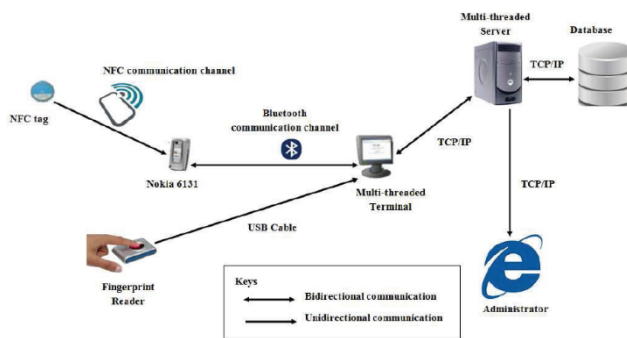 Multi-threaded
Server
Database
TCP/IP
NFC communication channel
NFC tag
Bluetooth
communication channel
TCP/IP
Nokia 6131
Multi-threaded
Terminal
TCP/IP
USB Cable
Fingerprint
Reader
Keys
Bidirectional communication
Unidirectional communication
Administrator